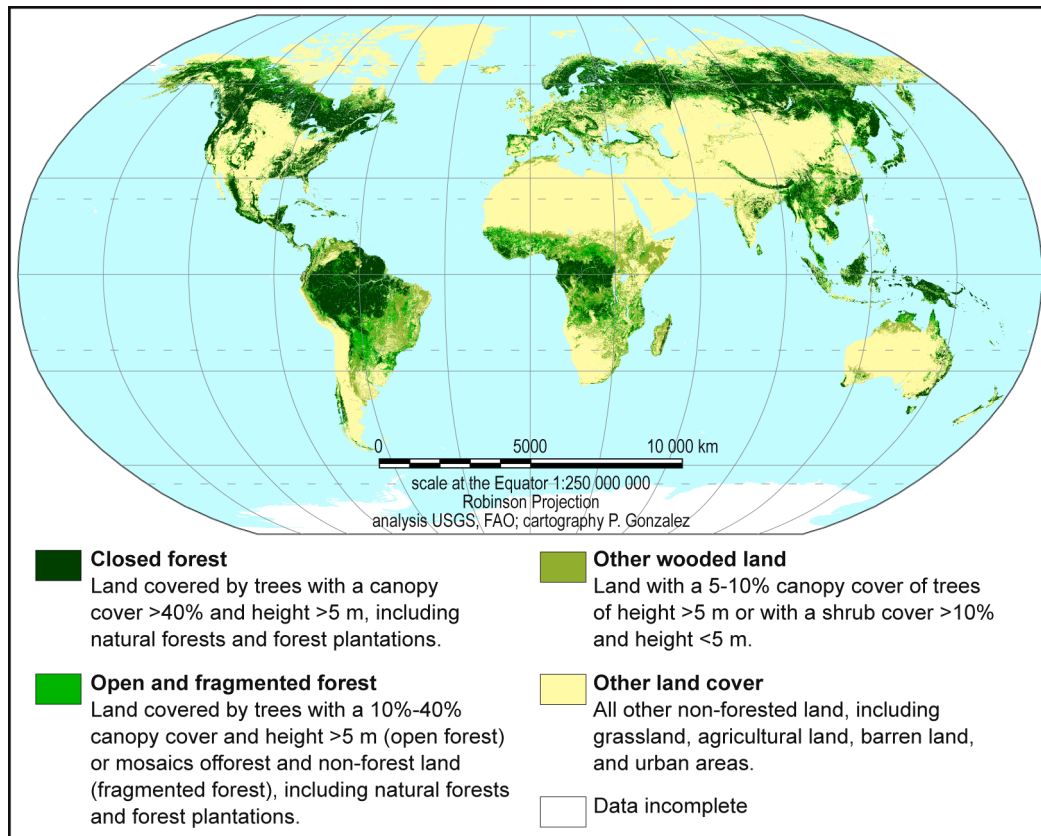 0 5000 10 000 km
scale at the Equator 1:250 000 000
Robinson Projection
analysis USGS, FAO; cartography P. Gonzalez
Closed forest
Land covered by trees with a canopy
cover >40% and height >5 m, including
natural forests and forest plantations.
Open and fragmented forest
Land covered by trees with a 10%-40%
canopy cover and height >5 m (open forest)
or mosaics offorest and non-forest land
(fragmented forest), including natural forests
and forest plantations.
Other wooded land
Land with a 5-10% canopy cover of trees
of height >5 m or with a shrub cover >10%
and height <5 m.
Other land cover
All other non-forested land, including
grassland, agricultural land, barren land,
and urban areas.
Data incomplete